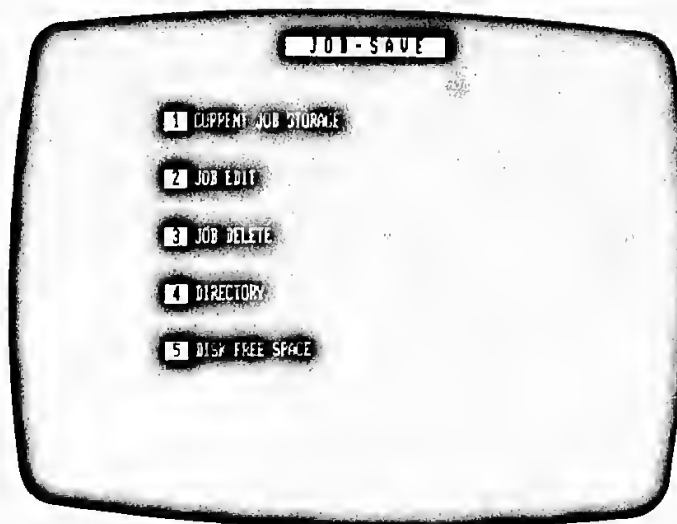 JOB-SAVE
1 CURRENT JOB STORAGE
2 JOB EDIT
3 JOB DELETE
4 DIRECTORY
5 DISK FREE SPACE